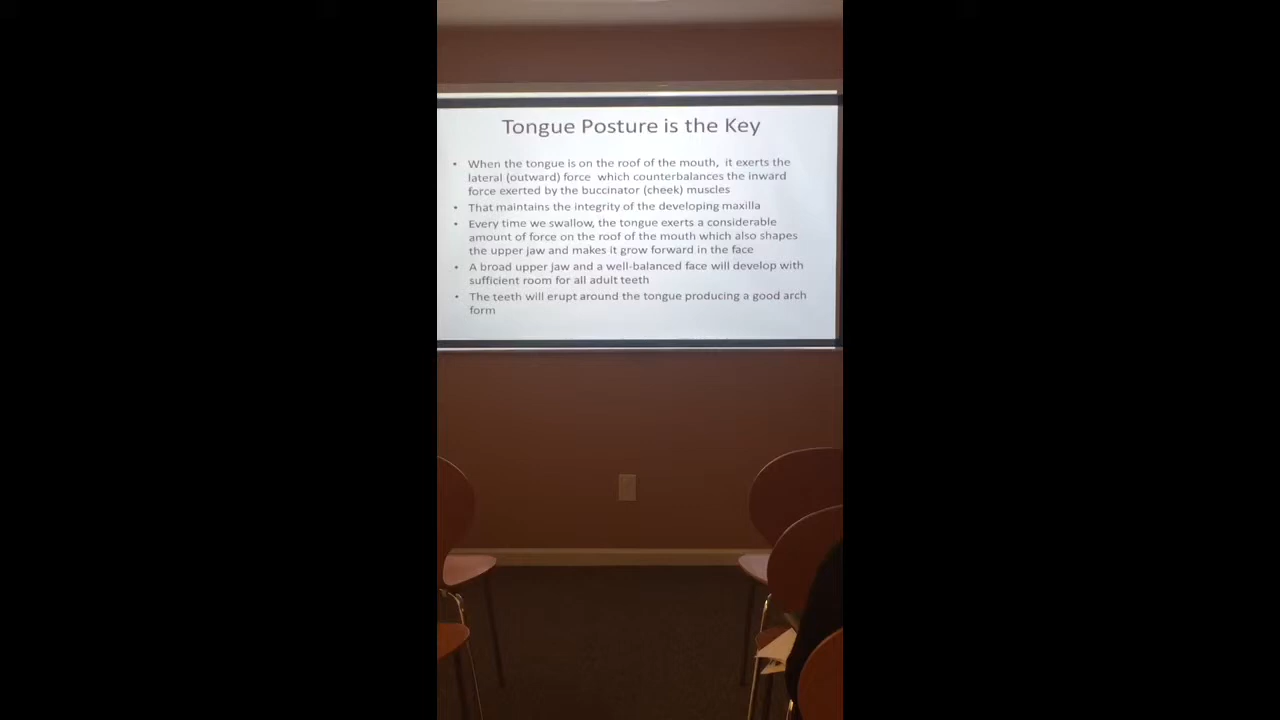 Tongue Posture is the Key
• When the tongue is on the roof of the mouth, it exerts the
lateral (outward) force which counterbalances the inward
force exerted by the buccinator (cheek) muscles
• That maintains the integrity of the developing maxilla
• Every time we swallow, the tongue exerts a considerable
amount of force on the roof of the mouth which also shapes
the upper jaw and makes it grow forward in the face
• A broad upper jaw and a well-balanced face will develop with
sufficient room for all adult teeth
• The teeth will erupt around the tongue producing a good arch
form